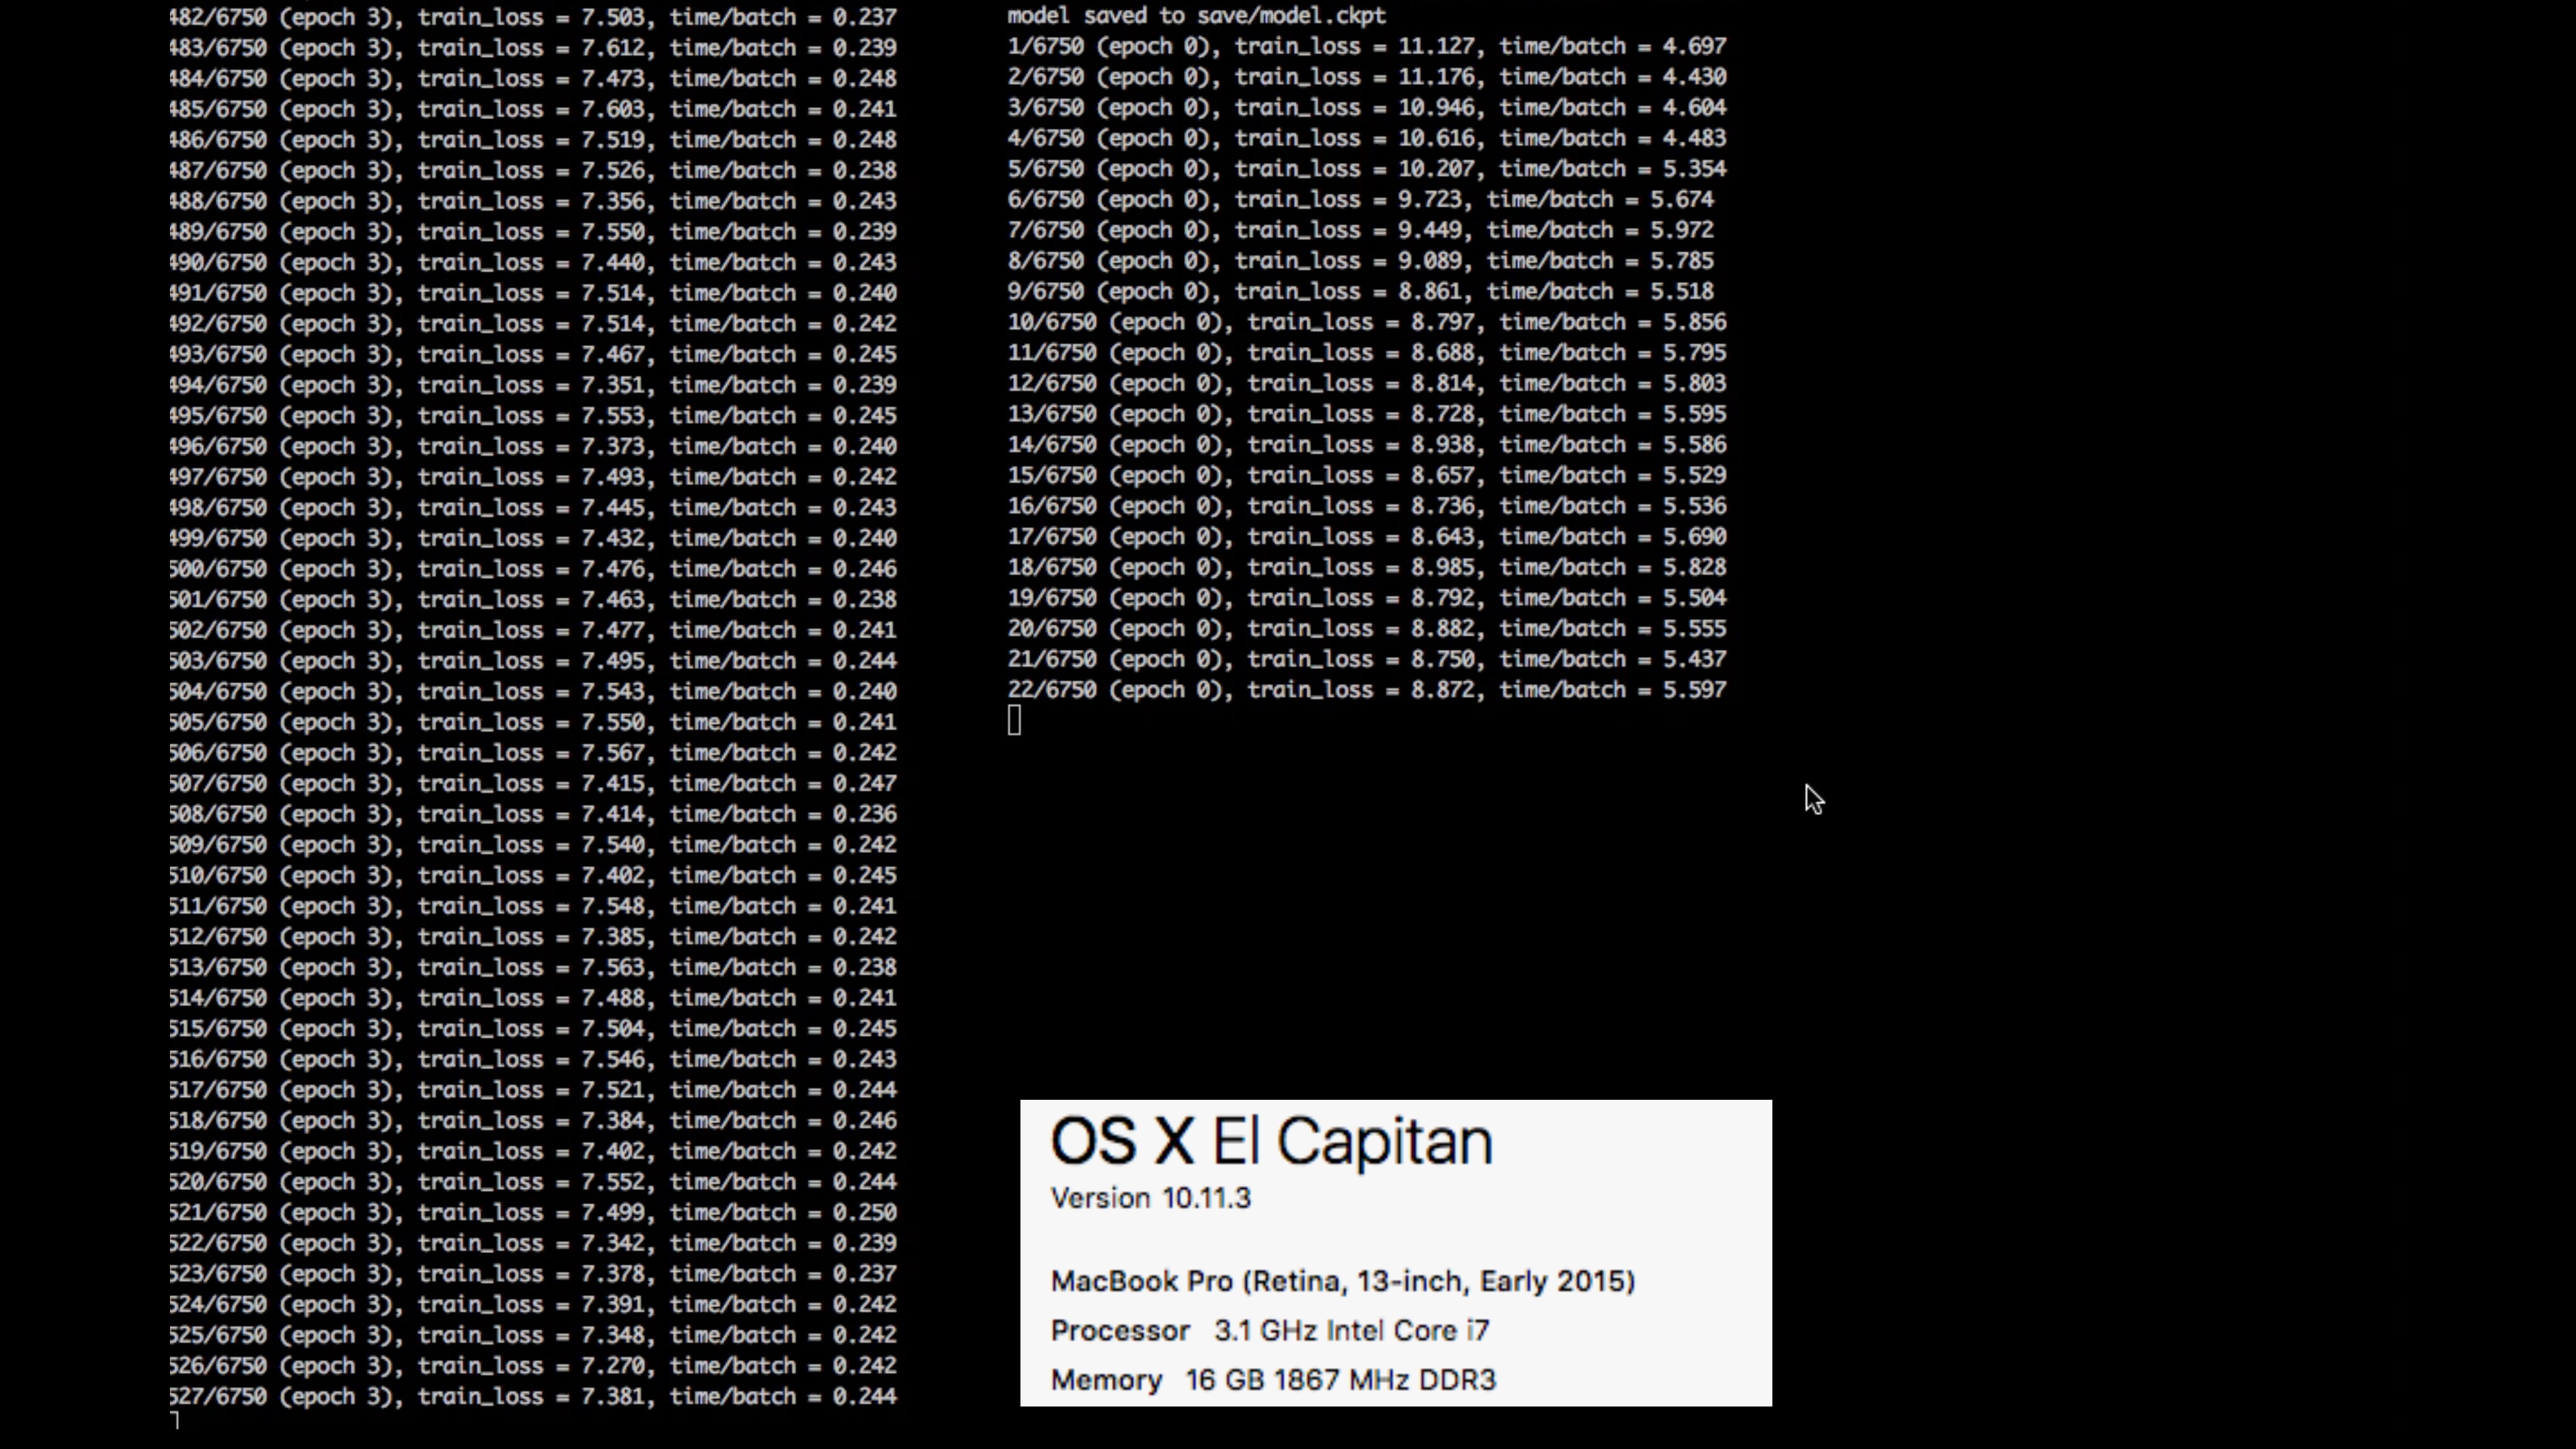 482/6750 (epoch 3), train_loss = 7.503, time/batch = 0.237
483/6750 (epoch 3), train_loss = 7.612, time/batch = 0.239
484/6750 (epoch 3), train_loss = 7.473, time/batch = 0.248
485/6750 (epoch 3), train_loss = 7.603, time/batch = 0.241
486/6750 (epoch 3), train_loss = 7.519, time/batch = 0.248
487/6750 (epoch 3), train_loss = 7.526, time/batch = 0.238
488/6750 (epoch 3), train_loss = 7.356, time/batch = 0.243
489/6750 (epoch 3), train_loss = 7.550, time/batch = 0.239
490/6750 (epoch 3), train_loss = 7.440, time/batch = 0.243
491/6750 (epoch 3), train_loss = 7.514, time/batch = 0.240
492/6750 (epoch 3), train_loss = 7.514, time/batch = 0.242
493/6750 (epoch 3), train_loss = 7.467, time/batch = 0.245
494/6750 (epoch 3), train_loss = 7.351, time/batch = 0.239
495/6750 (epoch 3), train_loss = 7.553, time/batch = 0.245
496/6750 (epoch 3), train_loss = 7.373, time/batch = 0.240
497/6750 (epoch 3), train_loss = 7.493, time/batch = 0.242
498/6750 (epoch 3), train_loss = 7.445, time/batch = 0.243
499/6750 (epoch 3), train_loss = 7.432, time/batch = 0.240
500/6750 (epoch 3), train_loss = 7.476, time/batch = 0.246
501/6750 (epoch 3), train_loss = 7.463, time/batch = 0.238
502/6750 (epoch 3), train_loss = 7.477, time/batch = 0.241
503/6750 (epoch 3), train_loss = 7.495, time/batch = 0.244
504/6750 (epoch 3), train_loss = 7.543, time/batch = 0.240
505/6750 (epoch 3), train_loss = 7.550, time/batch = 0.241
506/6750 (epoch 3), train_loss = 7.567, time/batch = 0.242
507/6750 (epoch 3), train_loss = 7.415, time/batch = 0.247
508/6750 (epoch 3), train_loss = 7.414, time/batch = 0.236
509/6750 (epoch 3), train_loss = 7.540, time/batch = 0.242
510/6750 (epoch 3), train_loss = 7.402, time/batch = 0.245
511/6750 (epoch 3), train_loss = 7.548, time/batch = 0.241
512/6750 (epoch 3), train_loss = 7.385, time/batch = 0.242
513/6750 (epoch 3), train_loss = 7.563, time/batch = 0.238
514/6750 (epoch 3), train_loss = 7.488, time/batch = 0.241
515/6750 (epoch 3), train_loss = 7.504, time/batch = 0.245
516/6750 (epoch 3), train_loss = 7.546, time/batch = 0.243
517/6750 (epoch 3), train_loss = 7.521, time/batch = 0.244
518/6750 (epoch 3), train_loss = 7.384, time/batch = 0.246
519/6750 (epoch 3), train_loss = 7.402, time/batch = 0.242
520/6750 (epoch 3), train_loss = 7.552, time/batch = 0.244
521/6750 (epoch 3), train_loss = 7.499, time/batch = 0.250
522/6750 (epoch 3), train_loss = 7.342, time/batch = 0.239
523/6750 (epoch 3), train_loss = 7.378, time/batch = 0.237
524/6750 (epoch 3), train_loss = 7.391, time/batch = 0.242
525/6750 (epoch 3), train_loss = 7.348, time/batch = 0.242
526/6750 (epoch 3), train_loss = 7.270, time/batch = 0.242
527/6750 (epoch 3), train_loss = 7.381, time/batch = 0.244
model saved to save/model.ckpt
1/6750 (epoch 0), train_loss = 11.127, time/batch = 4.697
2/6750 (epoch 0), train_loss = 11.176, time/batch = 4.430
3/6750 (epoch 0), train_loss = 10.946, time/batch = 4.604
4/6750 (epoch 0), train_loss = 10.616, time/batch = 4.483
5/6750 (epoch 0), train_loss = 10.207, time/batch = 5.354
6/6750 (epoch 0), train_loss = 9.723, time/batch = 5.674
7/6750 (epoch 0), train_loss = 9.449, time/batch = 5.972
8/6750 (epoch 0), train_loss = 9.089, time/batch = 5.785
9/6750 (epoch 0), train_loss = 8.861, time/batch = 5.518
10/6750 (epoch 0), train_loss = 8.797, time/batch = 5.856
11/6750 (epoch 0), train_loss = 8.688, time/batch = 5.795
12/6750 (epoch 0), train_loss = 8.814, time/batch = 5.803
13/6750 (epoch 0), train_loss = 8.728, time/batch = 5.595
14/6750 (epoch 0), train_loss = 8.938, time/batch = 5.586
15/6750 (epoch 0), train_loss = 8.657, time/batch = 5.529
16/6750 (epoch 0), train_loss = 8.736, time/batch = 5.536
17/6750 (epoch 0), train_loss = 8.643, time/batch = 5.690
18/6750 (epoch 0), train_loss = 8.985, time/batch = 5.828
19/6750 (epoch 0), train_loss = 8.792, time/batch = 5.504
20/6750 (epoch 0), train_loss = 8.882, time/batch = 5.555
21/6750 (epoch 0), train_loss = 8.750, time/batch = 5.437
22/6750 (epoch 0), train_loss = 8.872, time/batch = 5.597
OS X El Capitan
Version 10.11.3
MacBook Pro (Retina, 13-inch, Early 2015)
Processor 3.1 GHz Intel Core i7
Memory 16 GB 1867 MHz DDR3